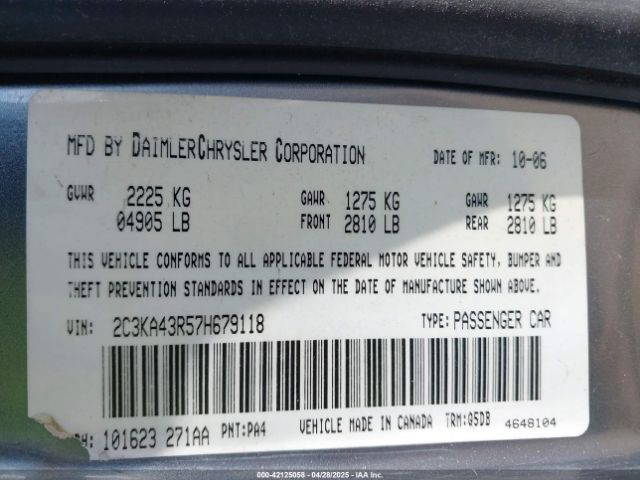 MFD BY DAIMLERCHRYSLER CORPORATION DATE OF MFR: 10-06
GVWR 2225 KG GAWR 1275 KG GAWR 1275 KG
04905 LB FRONT 2810 LB REAR 2810 LB
THIS VEHICLE CONFORMS TO ALL APPLICABLE FEDERAL MOTOR VEHICLE SAFETY, BUMPER AND
THEFT PREVENTION STANDARDS IN EFFECT ON THE DATE OF MANUFACTURE SHOWN ABOVE.
VIN: 2C3KA43R57H679118 TYPE: PASSENGER CAR
H: 101623 271AA PNT: PA4 VEHICLE MADE IN CANADA TRM: Q5DB 4648104
000-42125058 - 04/28/2025 - IAAI.com